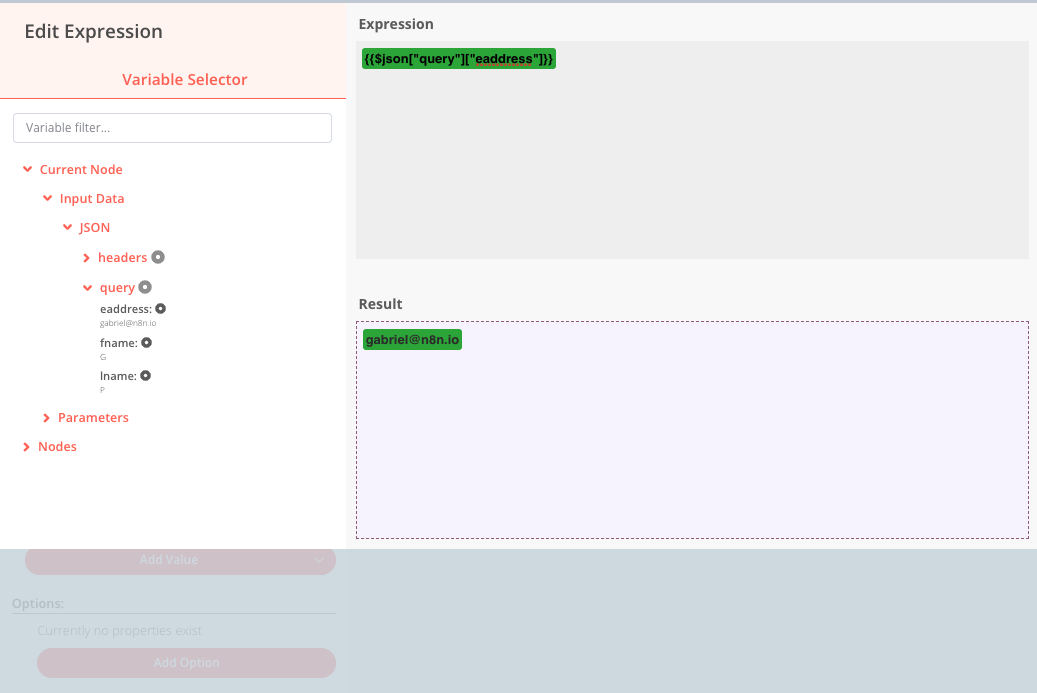 Edit Expression
Variable Selector
Variable filter...
Current Node
Input Data
JSON
headers
query
eaddress:
gabriel@n8n.io
fname:
G
lname:
P
Parameters
Nodes
Expression
{{$json["query"]["eaddress"]}}
Result
gabriel@n8n.io
Add Value
Options:
Currently no properties exist
Add Option